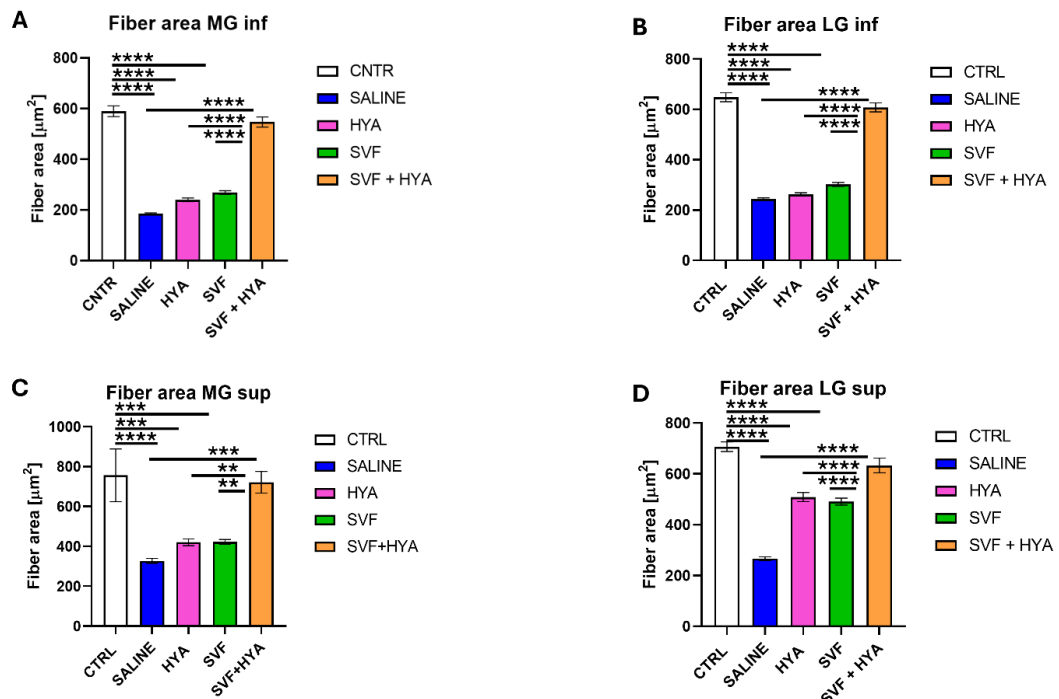 A
Fiber area MG inf
Fiber area [µm²]
800
600
400
200
0
****
****
****
****
****
****
CNTR
SALINE
HYA
SVF
SVF + HYA
CNTR
SALINE
HYA
SVF
SVF + HYA
B
Fiber area LG inf
Fiber area [µm²]
800
600
400
200
0
****
****
****
****
****
****
CTRL
SALINE
HYA
SVF
SVF + HYA
CTRL
SALINE
HYA
SVF
SVF + HYA
C
Fiber area MG sup
Fiber area [µm²]
1000
800
600
400
200
0
***
***
****
***
**
**
CTRL
SALINE
HYA
SVF
SVF+HYA
CTRL
SALINE
HYA
SVF
SVF+HYA
D
Fiber area LG sup
Fiber area [µm²]
800
600
400
200
0
****
****
****
****
****
****
CTRL
SALINE
HYA
SVF
SVF + HYA
CTRL
SALINE
HYA
SVF
SVF + HYA